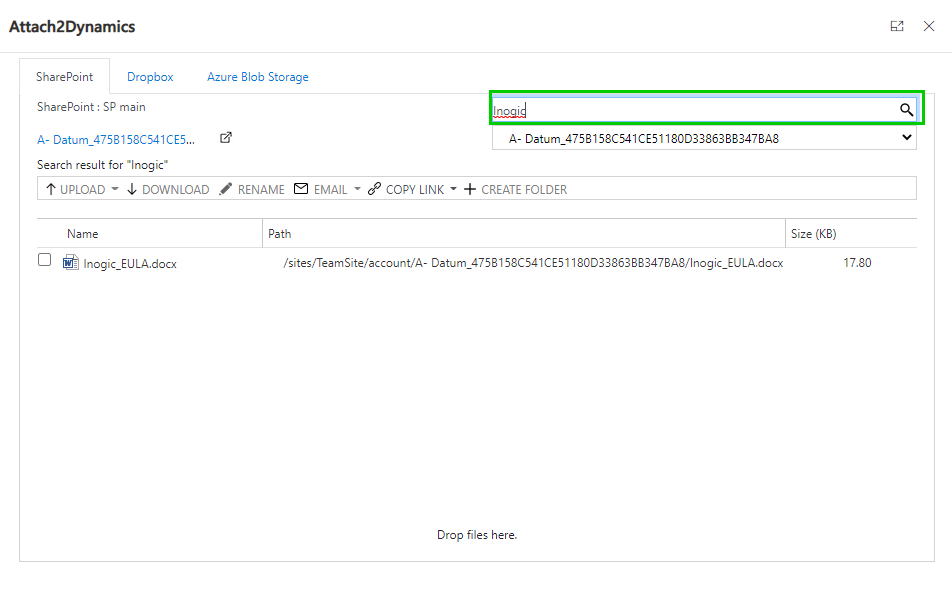 Attach2Dynamics
SharePoint Dropbox Azure Blob Storage
SharePoint : SP main
Inogic
A- Datum_475B158C541CE5...
A- Datum_475B158C541CE51180D33863BB347BA8
Search result for "Inogic"
UPLOAD DOWNLOAD RENAME EMAIL COPY LINK CREATE FOLDER
Name Path Size (KB)
Inogic_EULA.docx /sites/TeamSite/account/A- Datum_475B158C541CE51180D33863BB347BA8/Inogic_EULA.docx 17.80
Drop files here.